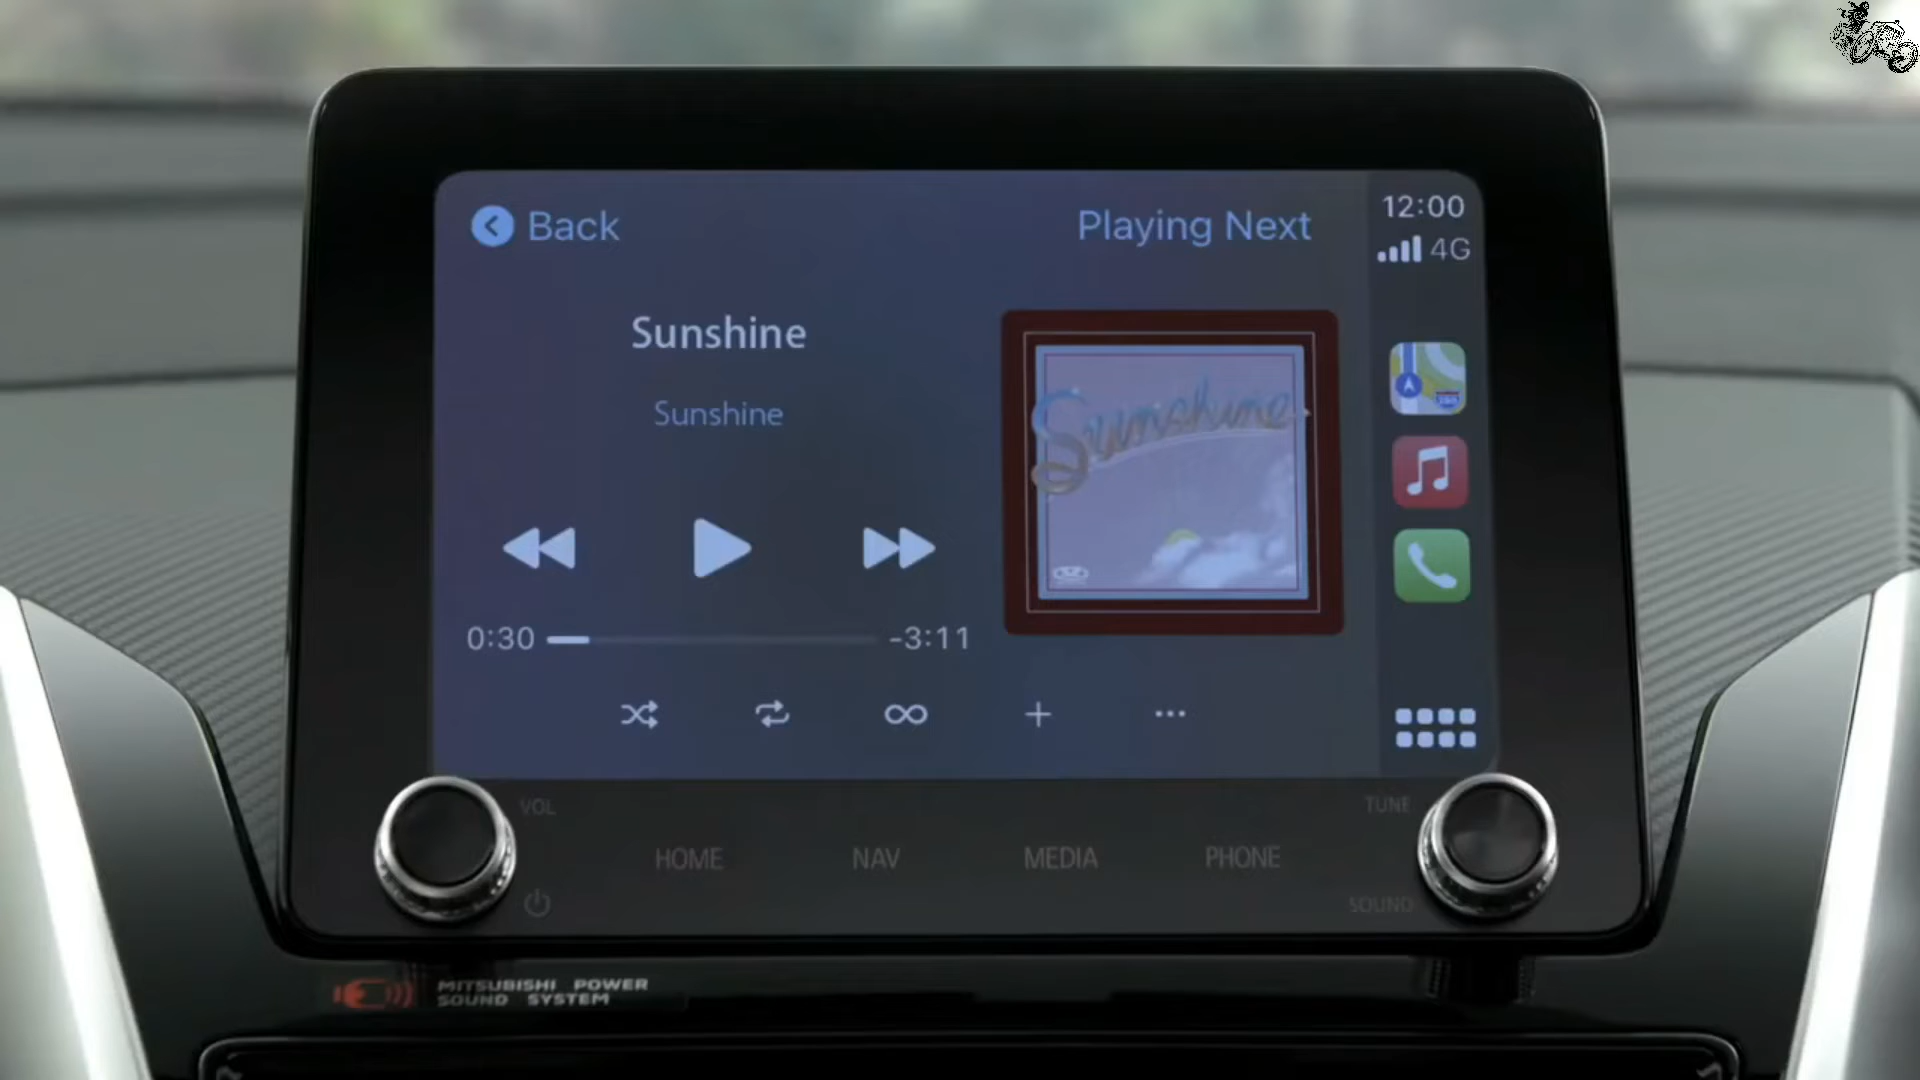 Back
Playing Next
12:00
4G
Sunshine
Sunshine
Sunshine
0:30
-3:11
VOL
TUNE
HOME
NAV
MEDIA
PHONE
SOUND
MITSUBISHI POWER
SOUND SYSTEM